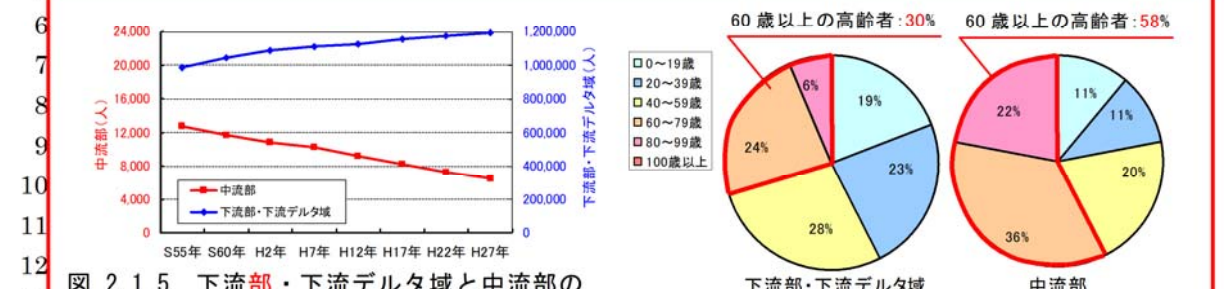 6
7
8
9
10
11
12
24,000
20,000
16,000
12,000
8,000
4,000
0
中流部(人)
1,200,000
1,000,000
800,000
600,000
400,000
200,000
0
下流部・下流デルタ域(人)
中流部
下流部・下流デルタ域
S55年 S60年 H2年 H7年 H12年 H17年 H22年 H27年
図 2.1.5 下流部・下流デルタ域と中流部の
60 歳以上の高齢者:30%
60 歳以上の高齢者:58%
0～19歳
20～39歳
40～59歳
60～79歳
80～99歳
100歳以上
6%
19%
24%
23%
28%
下流部・下流デルタ域
11%
22%
11%
20%
36%
中流部